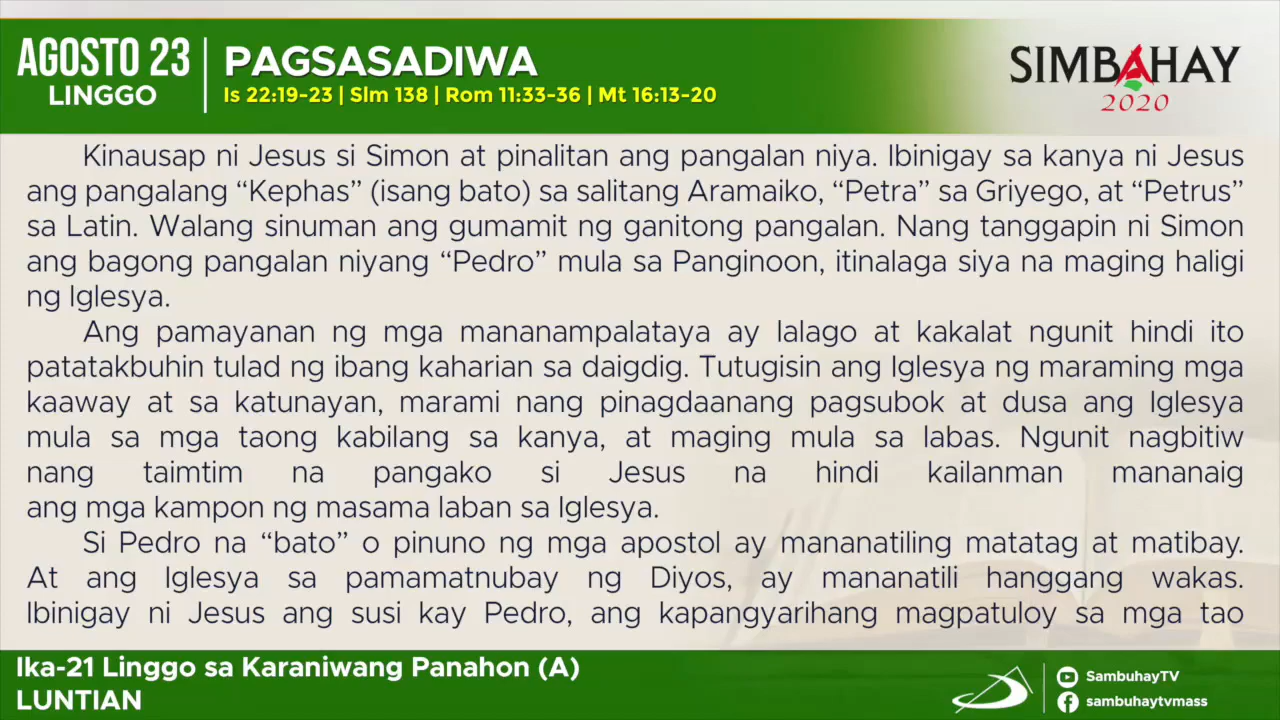 AGOSTO 23
LINGGO
PAGSASADIWA
Is 22:19-23 | Slm 138 | Rom 11:33-36 | Mt 16:13-20
SIMBAHAY
2020
Kinausap ni Jesus si Simon at pinalitan ang pangalan niya. Ibinigay sa kanya ni Jesus
ang pangalang “Kephas” (isang bato) sa salitang Aramaiko, “Petra” sa Griyego, at “Petrus”
sa Latin. Walang sinuman ang gumamit ng ganitong pangalan. Nang tanggapin ni Simon
ang bagong pangalan niyang “Pedro” mula sa Panginoon, itinalaga siya na maging haligi
ng Iglesya.
Ang pamayanan ng mga mananampalataya ay lalago at kakalat ngunit hindi ito
patatakbuhin tulad ng ibang kaharian sa daigdig. Tutugisin ang Iglesya ng maraming mga
kaaway at sa katunayan, marami nang pinagdaanang pagsubok at dusa ang Iglesya
mula sa mga taong kabilang sa kanya, at maging mula sa labas. Ngunit nagbitiw
nang taimtim na pangako si Jesus na hindi kailanman mananaig
ang mga kampon ng masama laban sa Iglesya.
Si Pedro na “bato” o pinuno ng mga apostol ay mananatiling matatag at matibay.
At ang Iglesya sa pamamatnubay ng Diyos, ay mananatili hanggang wakas.
Ibinigay ni Jesus ang susi kay Pedro, ang kapangyarihang magpatuloy sa mga tao
Ika-21 Linggo sa Karaniwang Panahon (A)
LUNTIAN
SambuhayTV
sambuhaytvmass